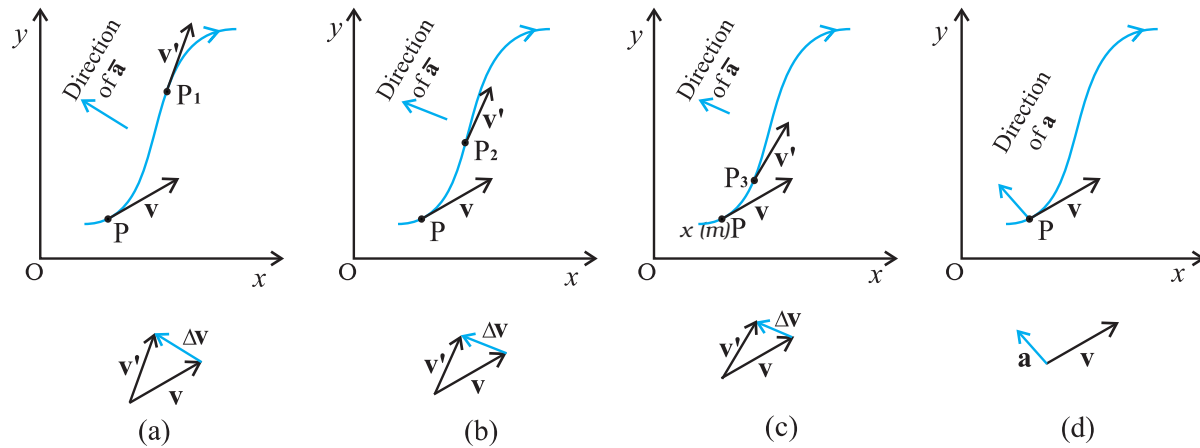 y
v'
Direction
of a̅
P₁
v
P
O
x
Δv
v'
v
(a)
y
Direction
of a̅
v'
P₂
v
P
O
x
Δv
v'
v
(b)
y
Direction
of a̅
v'
P₃
v
x (m)P
O
x
Δv
v'
v
(c)
y
Direction
of a
v
P
O
x
a
v
(d)